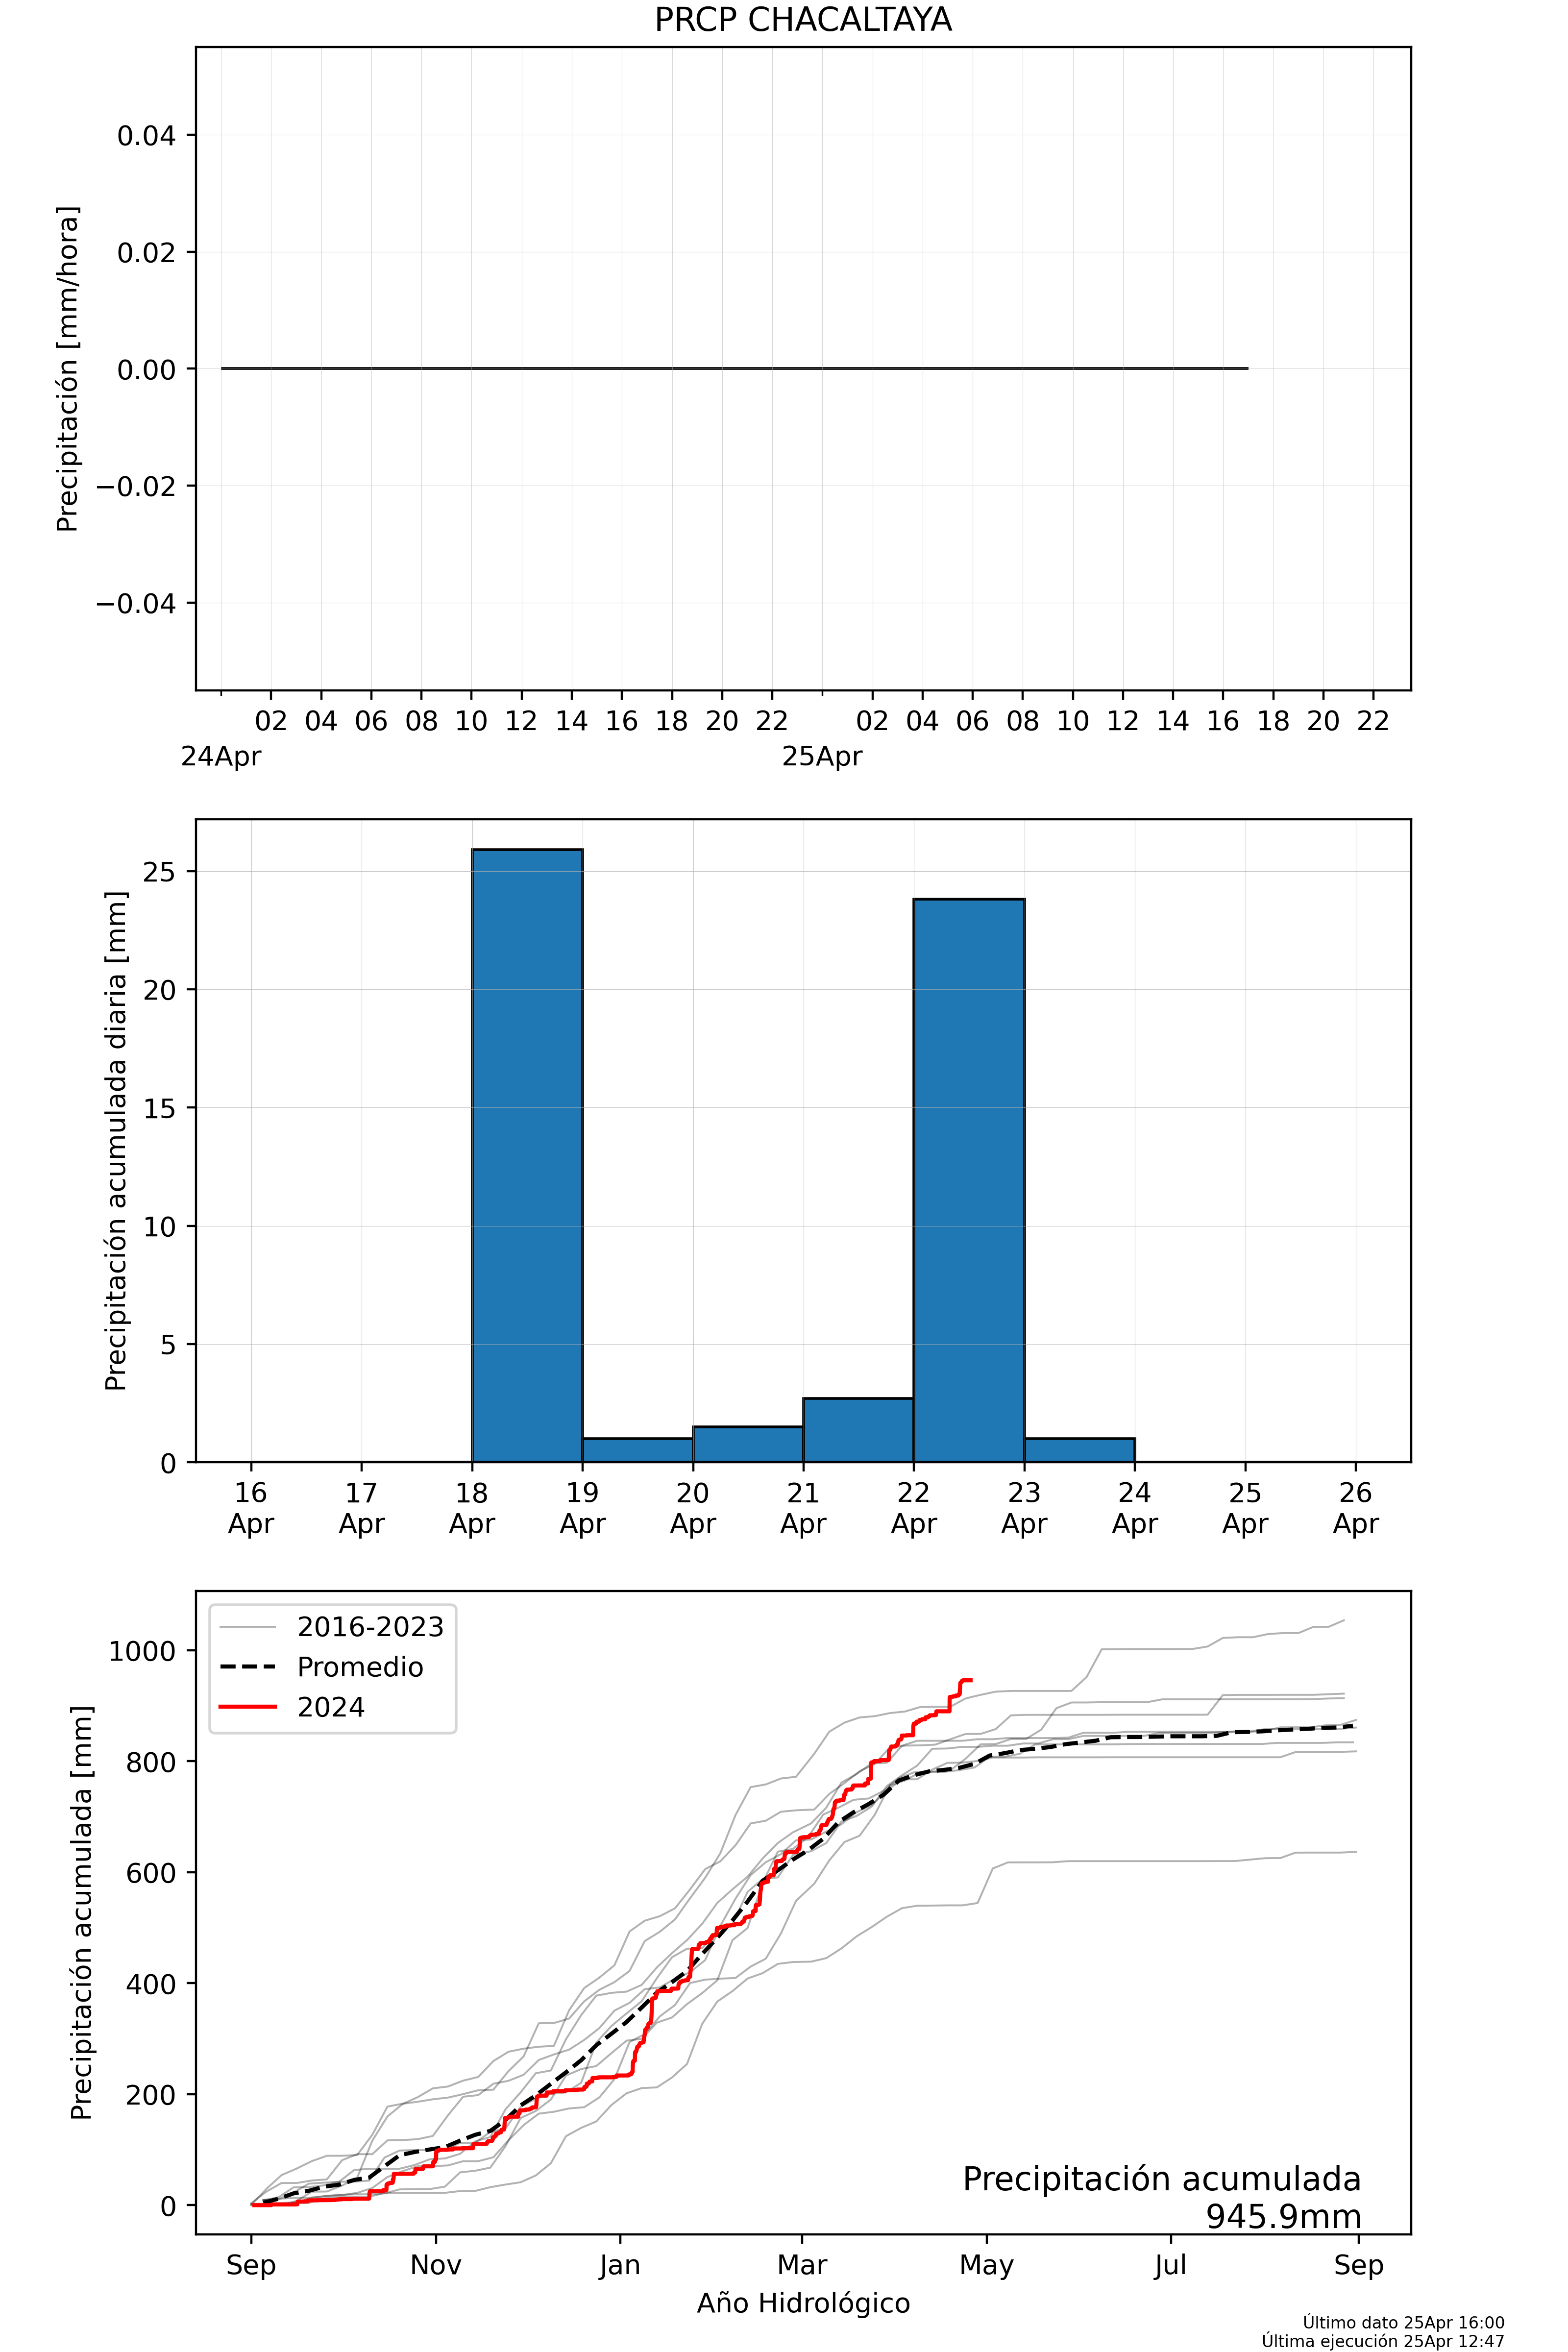 PRCP CHACALTAYA
Precipitación [mm/hora]
0.04
0.02
0.00
−0.02
−0.04
02 04 06 08 10 12 14 16 18 20 22 02 04 06 08 10 12 14 16 18 20 22
24Apr 25Apr
Precipitación acumulada diaria [mm]
25
20
15
10
5
0
16 17 18 19 20 21 22 23 24 25 26
Apr Apr Apr Apr Apr Apr Apr Apr Apr Apr Apr
Precipitación acumulada [mm]
1000
800
600
400
200
0
2016-2023
Promedio
2024
Precipitación acumulada
945.9mm
Sep Nov Jan Mar May Jul Sep
Año Hidrológico
Último dato 25Apr 16:00
Última ejecución 25Apr 12:47